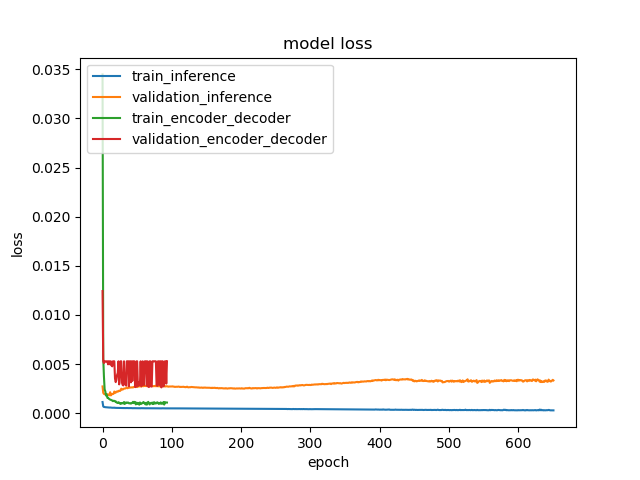 model loss
train_inference
validation_inference
train_encoder_decoder
validation_encoder_decoder
loss
0.035
0.030
0.025
0.020
0.015
0.010
0.005
0.000
0 100 200 300 400 500 600
epoch